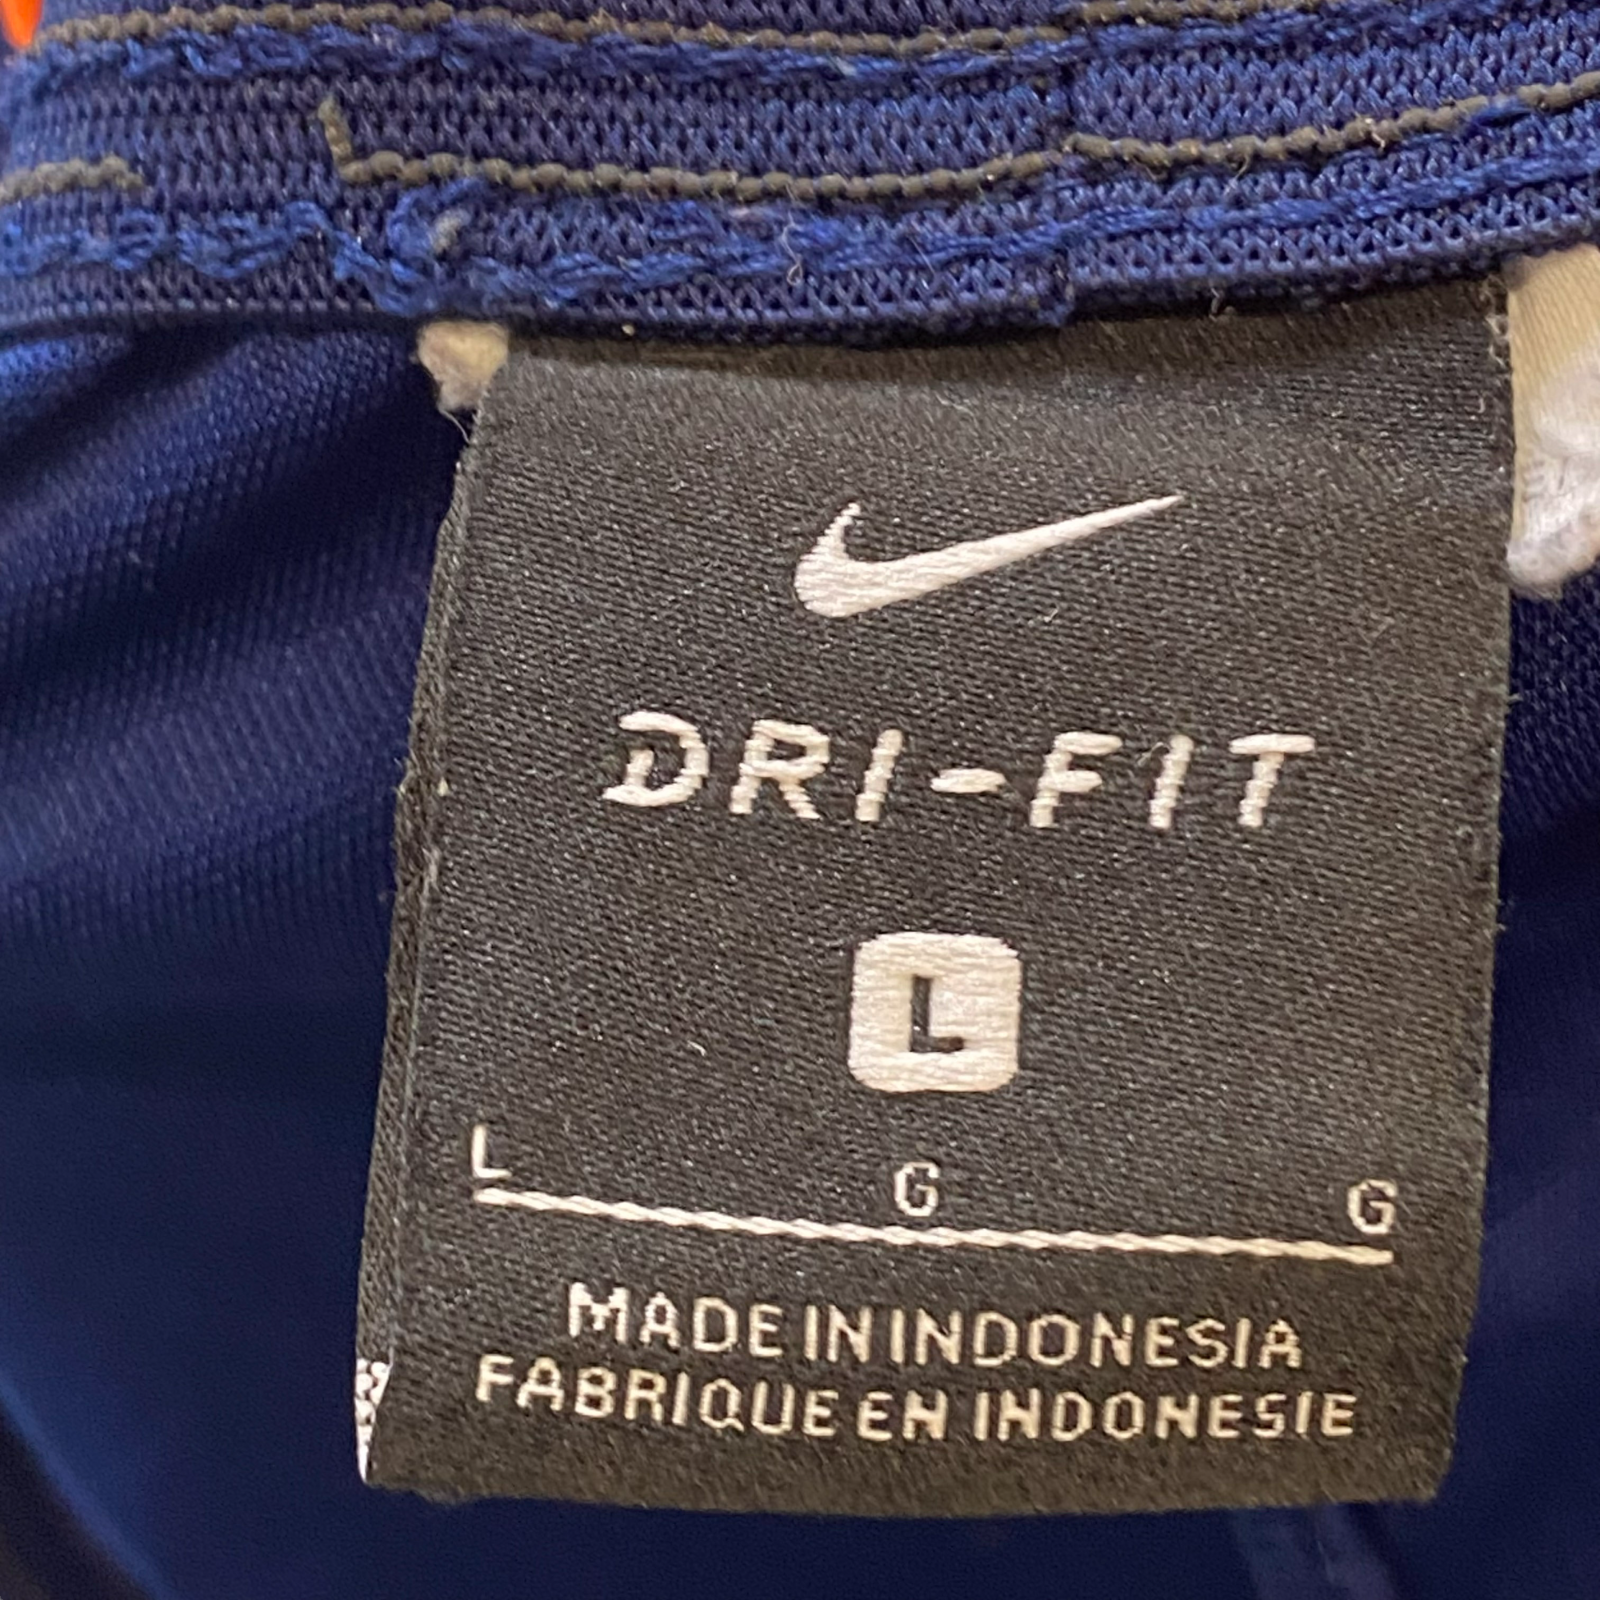 DRI-FIT
L
L G G
MADE IN INDONESIA
FABRIQUE EN INDONESIE